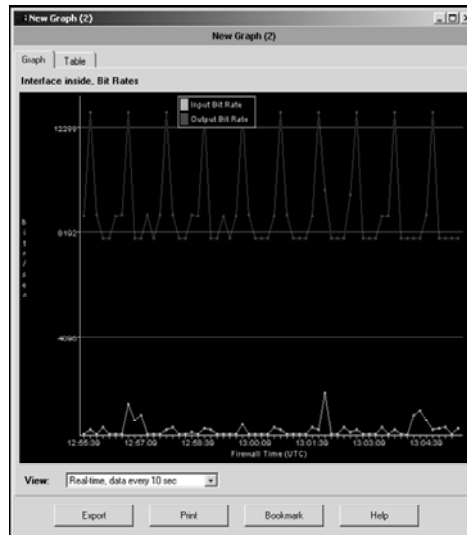 New Graph (2)
New Graph (2)
Graph
Table
Interface inside, Bit Rates
Input Bit Rate
Output Bit Rate
12288
8192
4096
bits/sec
12:55:39
12:57:09
12:58:39
13:00:09
13:01:39
13:03:09
13:04:39
Firewall Time (UTC)
View:
Real-time, data every 10 sec
Export
Print
Bookmark
Help